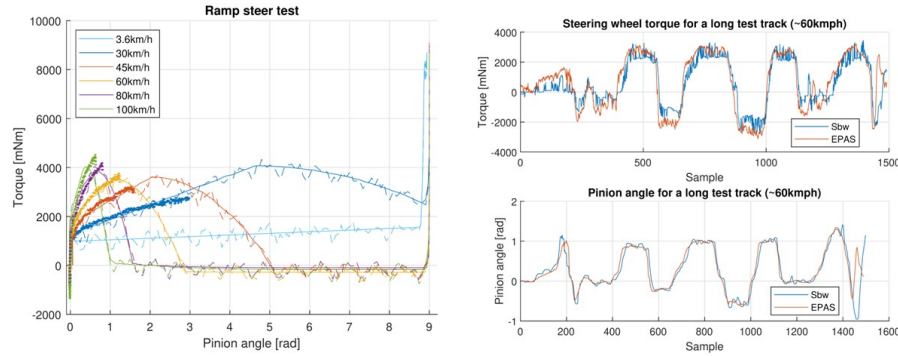 Ramp steer test
10000
8000
6000
4000
2000
0
-2000
Torque [mNm]
3.6km/h
30km/h
45km/h
60km/h
80km/h
100km/h
0 1 2 3 4 5 6 7 8 9
Pinion angle [rad]
Steering wheel torque for a long test track (~60kmph)
4000
2000
0
-2000
-4000
Torque [mNm]
Sbw
EPAS
0 500 1000 1500
Sample
Pinion angle for a long test track (~60kmph)
2
1
0
-1
Pinion angle [rad]
Sbw
EPAS
0 200 400 600 800 1000 1200 1400 1600
Sample